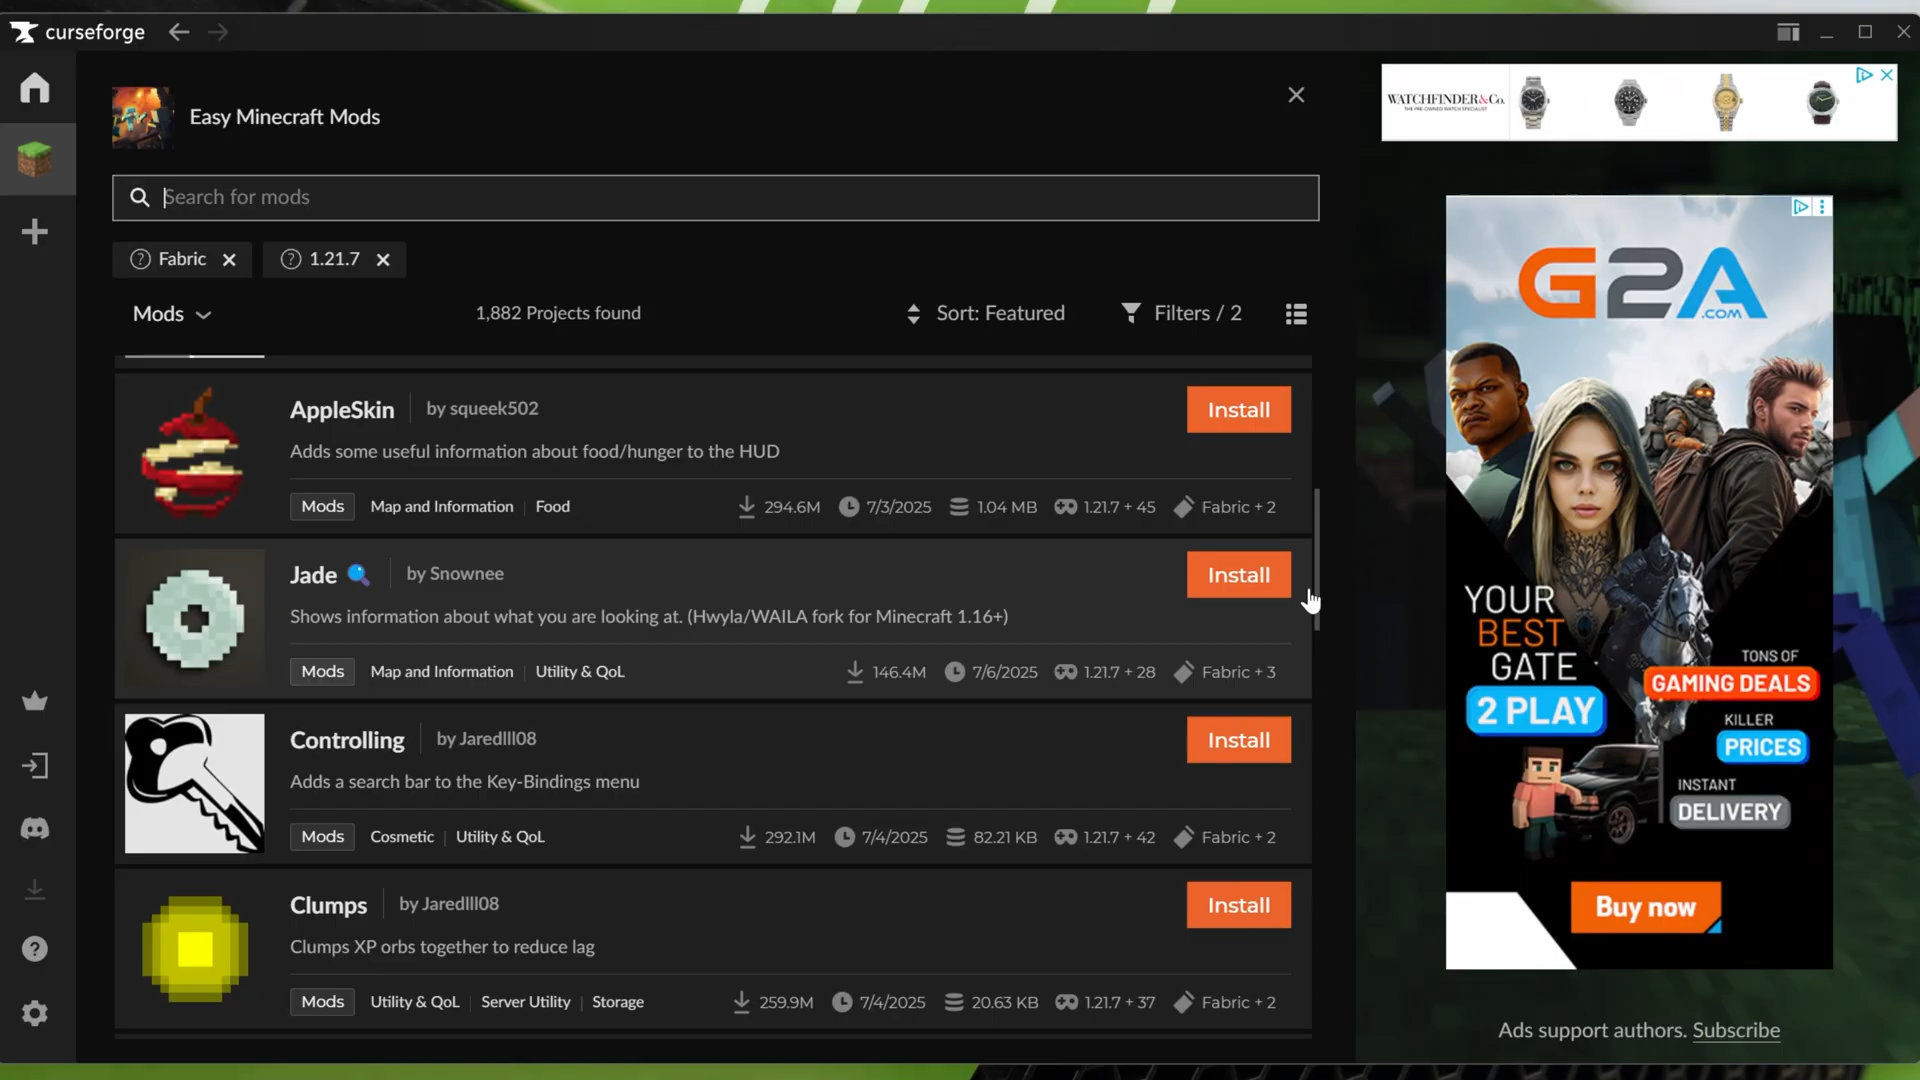 curseforge
Easy Minecraft Mods
Search for mods
Fabric
1.21.7
Mods
1,882 Projects found
Sort: Featured
Filters / 2
AppleSkin
by squeek502
Install
Adds some useful information about food/hunger to the HUD
Mods
Map and Information
Food
294.6M
7/3/2025
1.04 MB
1.21.7 + 45
Fabric + 2
Jade
by Snownee
Install
Shows information about what you are looking at. (Hwyla/WAILA fork for Minecraft 1.16+)
Mods
Map and Information
Utility & QoL
146.4M
7/6/2025
1.21.7 + 28
Fabric + 3
Controlling
by Jaredlll08
Install
Adds a search bar to the Key-Bindings menu
Mods
Cosmetic
Utility & QoL
292.1M
7/4/2025
82.21 KB
1.21.7 + 42
Fabric + 2
Clumps
by Jaredlll08
Install
Clumps XP orbs together to reduce lag
Mods
Utility & QoL
Server Utility
Storage
259.9M
7/4/2025
20.63 KB
1.21.7 + 37
Fabric + 2
WATCHFINDER&Co.
THE PRE-OWNED WATCH SPECIALIST
G2A
.COM
YOUR
BEST
GATE
2 PLAY
TONS OF
GAMING DEALS
KILLER
PRICES
INSTANT
DELIVERY
Buy now
Ads support authors. Subscribe